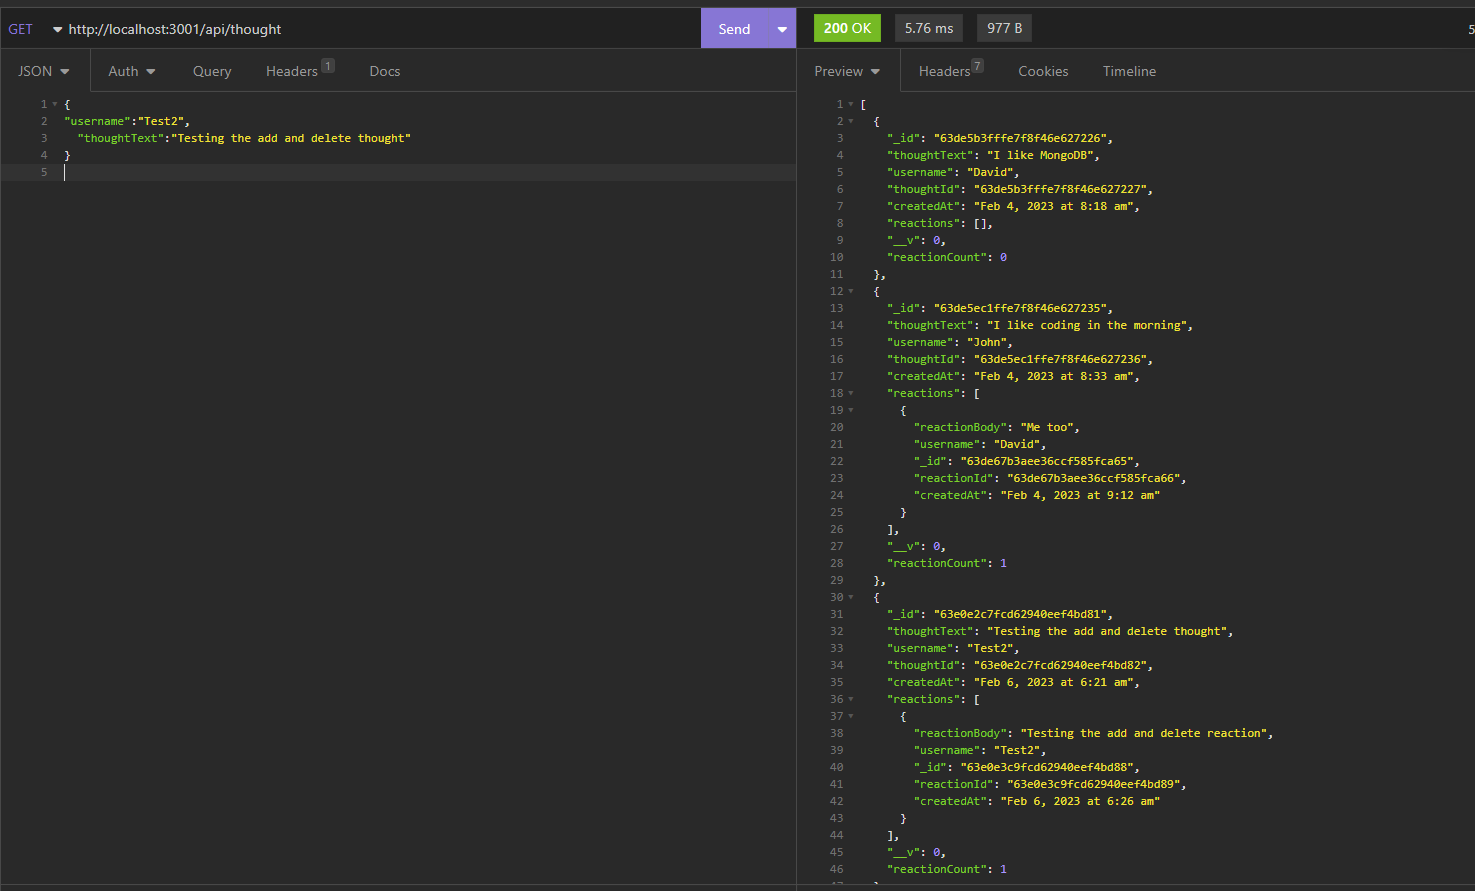 GET http://localhost:3001/api/thought Send 200 OK 5.76 ms 977 B 5
JSON Auth Query Headers 1 Docs Preview Headers 7 Cookies Timeline
1 {
2 "username":"Test2",
3 "thoughtText":"Testing the add and delete thought"
4 }
5
1 [
2 {
3 "_id": "63de5b3fffe7f8f46e627226",
4 "thoughtText": "I like MongoDB",
5 "username": "David",
6 "thoughtId": "63de5b3fffe7f8f46e627227",
7 "createdAt": "Feb 4, 2023 at 8:18 am",
8 "reactions": [],
9 "__v": 0,
10 "reactionCount": 0
11 },
12 {
13 "_id": "63de5ec1ffe7f8f46e627235",
14 "thoughtText": "I like coding in the morning",
15 "username": "John",
16 "thoughtId": "63de5ec1ffe7f8f46e627236",
17 "createdAt": "Feb 4, 2023 at 8:33 am",
18 "reactions": [
19 {
20 "reactionBody": "Me too",
21 "username": "David",
22 "_id": "63de67b3aee36ccf585fca65",
23 "reactionId": "63de67b3aee36ccf585fca66",
24 "createdAt": "Feb 4, 2023 at 9:12 am"
25 }
26 ],
27 "__v": 0,
28 "reactionCount": 1
29 },
30 {
31 "_id": "63e0e2c7fcd62940eef4bd81",
32 "thoughtText": "Testing the add and delete thought",
33 "username": "Test2",
34 "thoughtId": "63e0e2c7fcd62940eef4bd82",
35 "createdAt": "Feb 6, 2023 at 6:21 am",
36 "reactions": [
37 {
38 "reactionBody": "Testing the add and delete reaction",
39 "username": "Test2",
40 "_id": "63e0e3c9fcd62940eef4bd88",
41 "reactionId": "63e0e3c9fcd62940eef4bd89",
42 "createdAt": "Feb 6, 2023 at 6:26 am"
43 }
44 ],
45 "__v": 0,
46 "reactionCount": 1